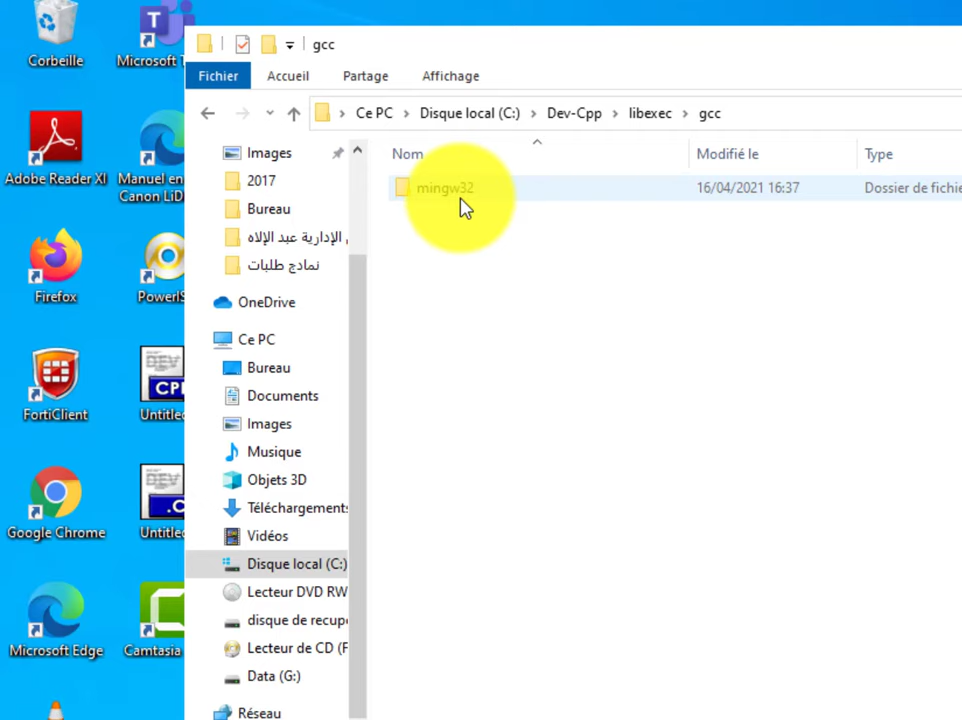 Corbeille
Microsoft T
Adobe Reader XI
Manuel en
Canon LiD
Firefox
PowerIS
FortiClient
DEV
CP
Untitled
Google Chrome
DEV
.C
Untitled
Microsoft Edge
Camtasia
gcc
Fichier
Accueil
Partage
Affichage
Ce PC
Disque local (C:)
Dev-Cpp
libexec
gcc
Images
2017
Bureau
الإدارية عبد الإلاه
نماذج طلبات
OneDrive
Ce PC
Bureau
Documents
Images
Musique
Objets 3D
Téléchargements
Vidéos
Disque local (C:)
Lecteur DVD RW
disque de recupe
Lecteur de CD (F
Data (G:)
Réseau
Nom
Modifié le
Type
mingw32
16/04/2021 16:37
Dossier de fichie